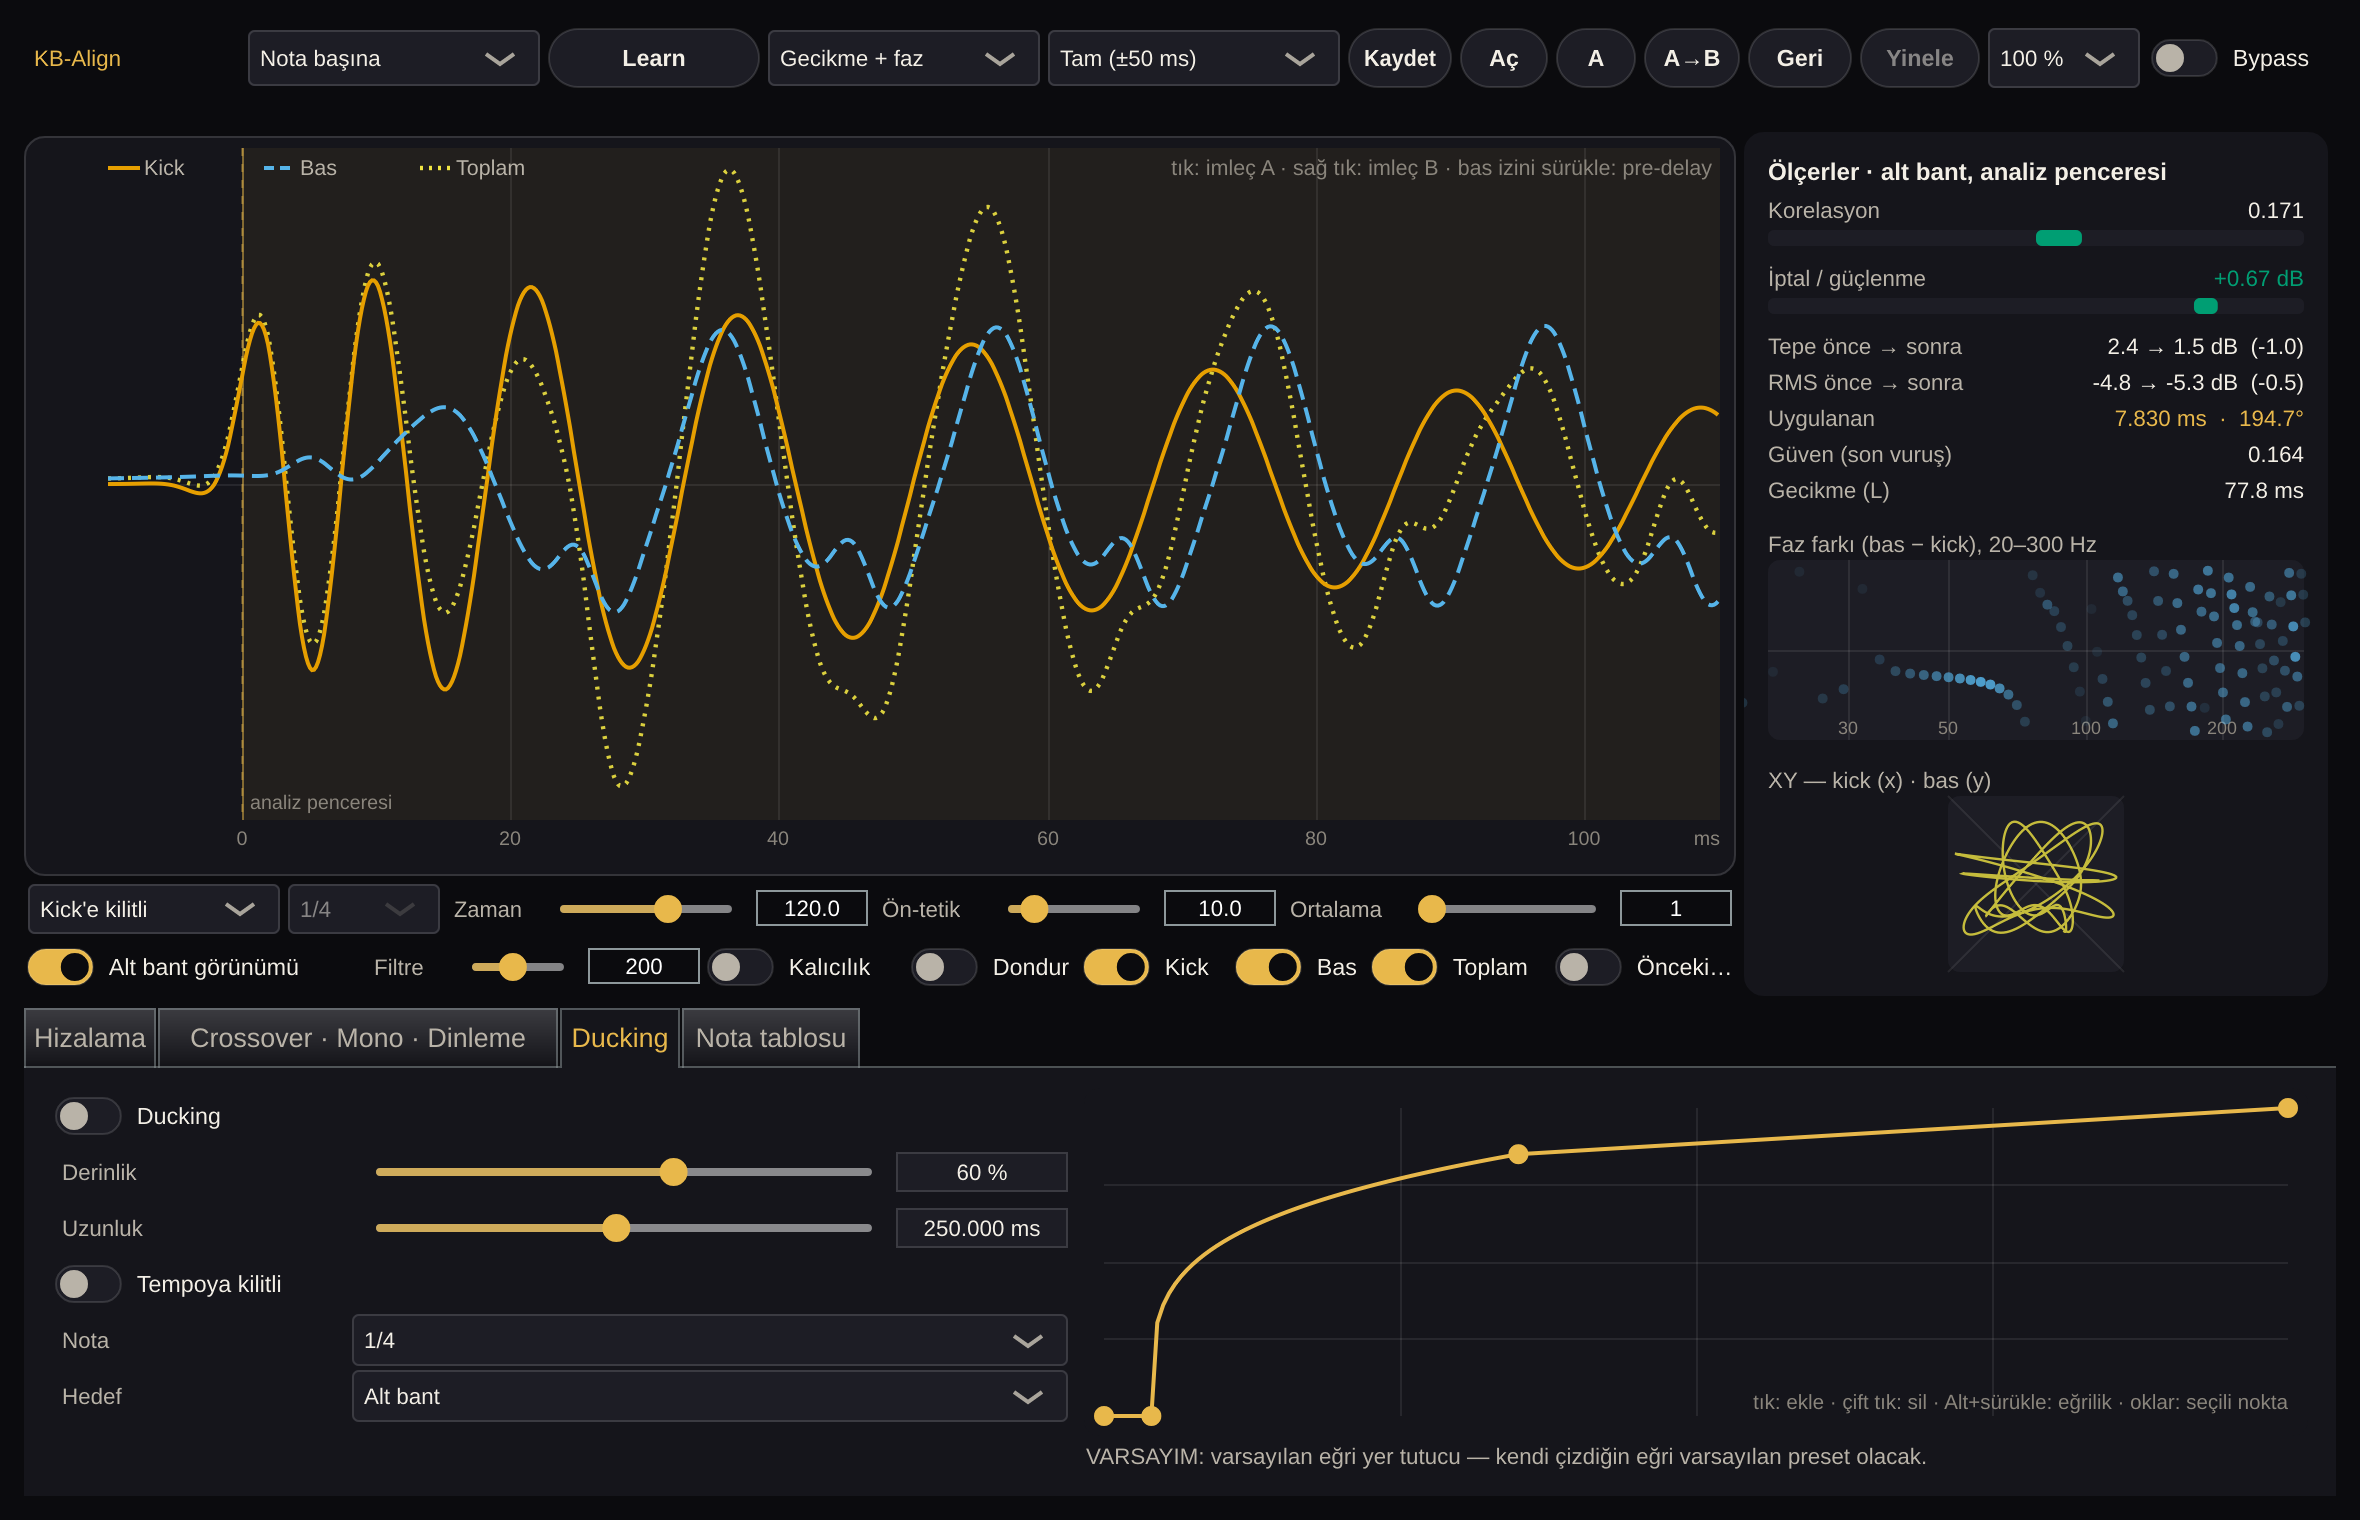 KB-Align
Nota başına
Learn
Gecikme + faz
Tam (±50 ms)
Kaydet
Aç
A
A→B
Geri
Yinele
100 %
Bypass
Kick
Bas
Toplam
tık: imleç A · sağ tık: imleç B · bas izini sürükle: pre-delay
analiz penceresi
0
20
40
60
80
100
ms
Ölçerler · alt bant, analiz penceresi
Korelasyon 0.171
İptal / güçlenme +0.67 dB
Tepe önce → sonra 2.4 → 1.5 dB (-1.0)
RMS önce → sonra -4.8 → -5.3 dB (-0.5)
Uygulanan 7.830 ms · 194.7°
Güven (son vuruş) 0.164
Gecikme (L) 77.8 ms
Faz farkı (bas − kick), 20–300 Hz
30
50
100
200
XY — kick (x) · bas (y)
Kick'e kilitli
1/4
Zaman
120.0
Ön-tetik
10.0
Ortalama
1
Alt bant görünümü
Filtre
200
Kalıcılık
Dondur
Kick
Bas
Toplam
Önceki...
Hizalama
Crossover · Mono · Dinleme
Ducking
Nota tablosu
Ducking
Derinlik
60 %
Uzunluk
250.000 ms
Tempoya kilitli
Nota
1/4
Hedef
Alt bant
tık: ekle · çift tık: sil · Alt+sürükle: eğrilik · oklar: seçili nokta
VARSAYIM: varsayılan eğri yer tutucu — kendi çizdiğin eğri varsayılan preset olacak.